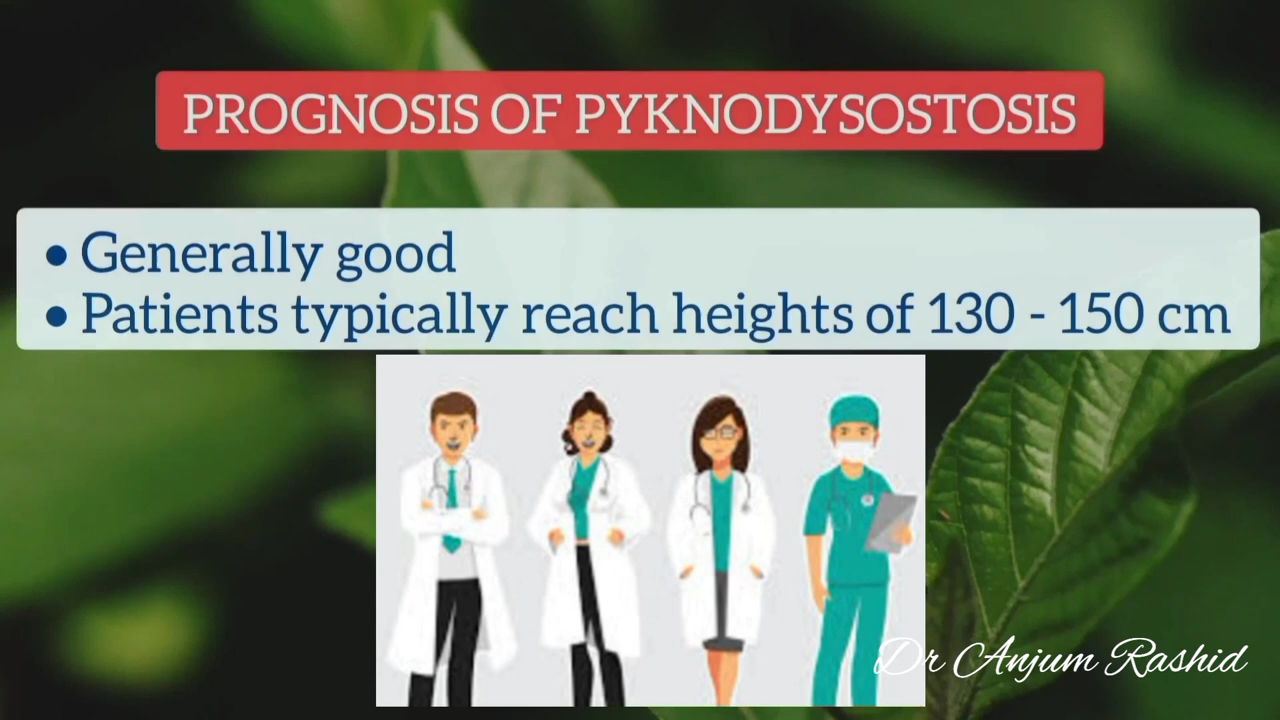 PROGNOSIS OF PYKNODYSOSTOSIS
• Generally good
• Patients typically reach heights of 130 - 150 cm
Dr Anjum Rashid